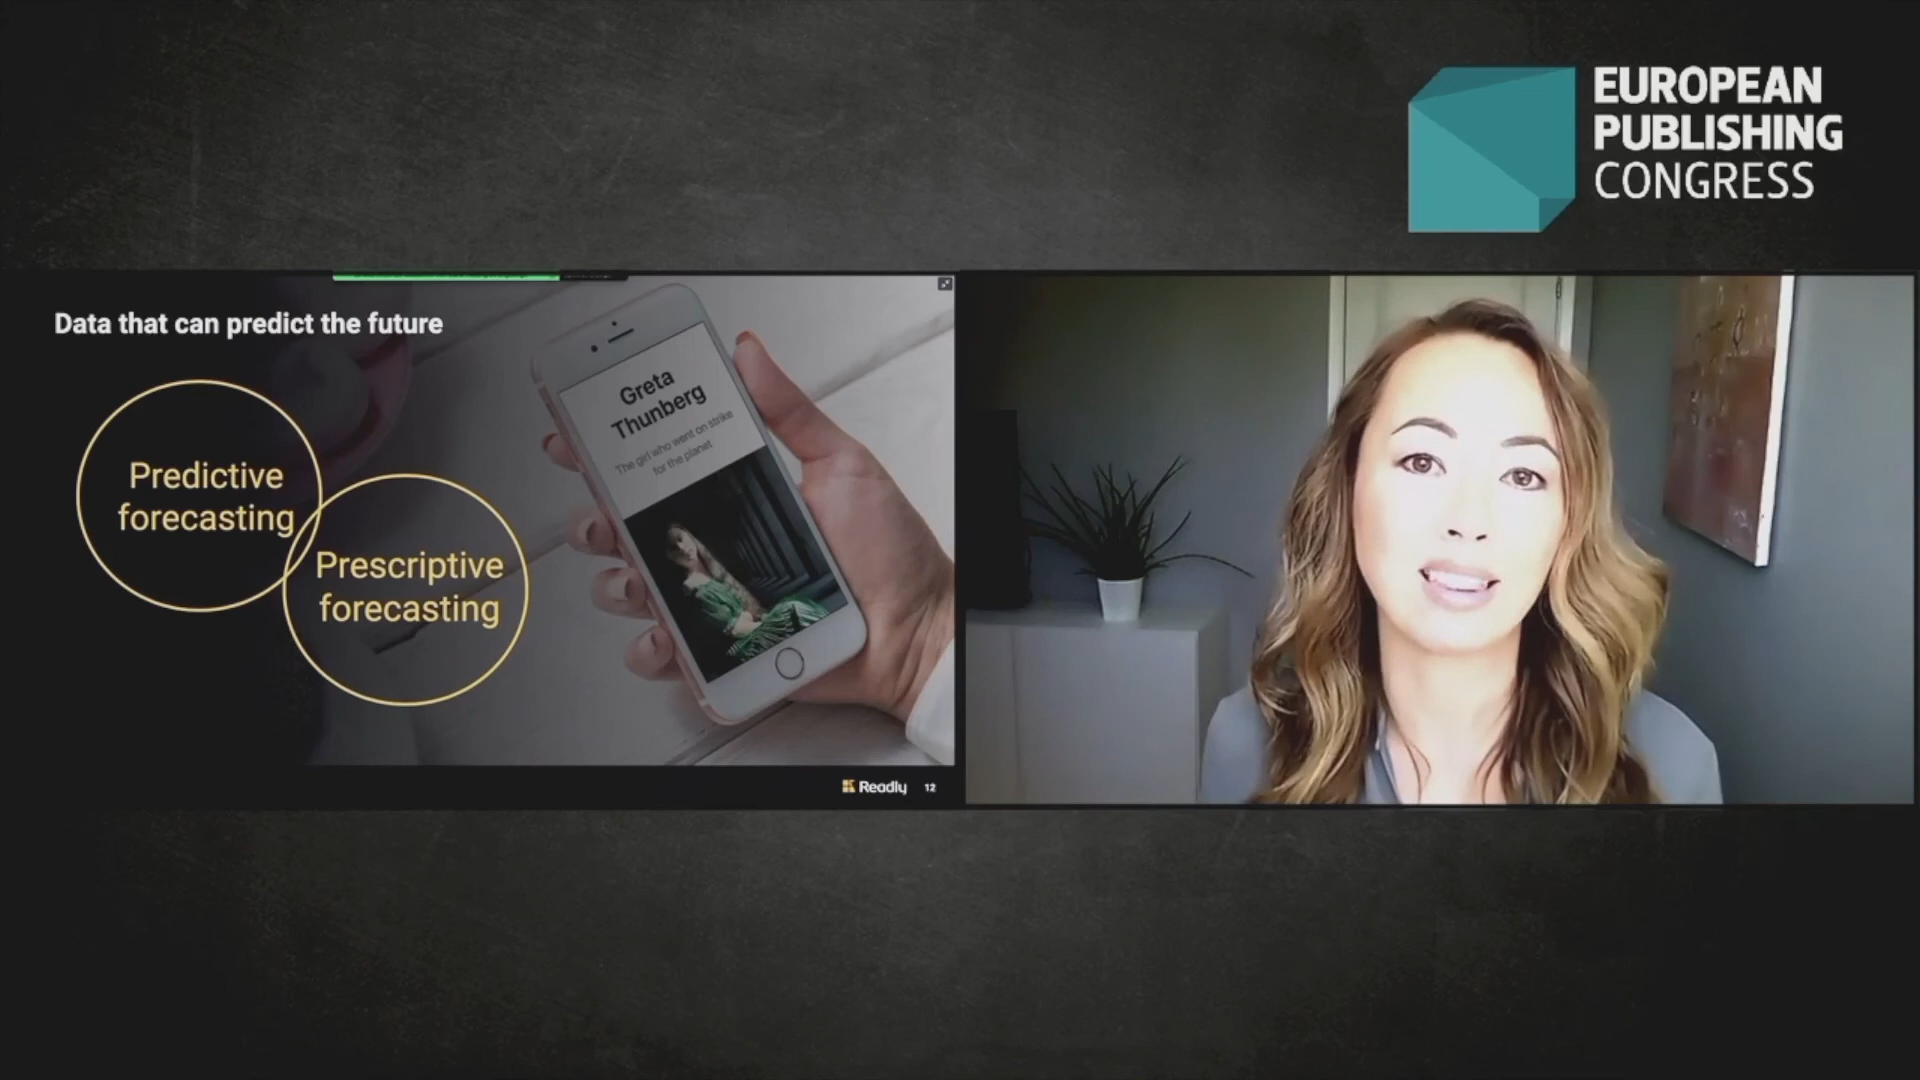 EUROPEAN
PUBLISHING
CONGRESS
Data that can predict the future
Predictive
forecasting
Prescriptive
forecasting
Greta
Thunberg
The girl who went on strike
for the planet
Readly 12